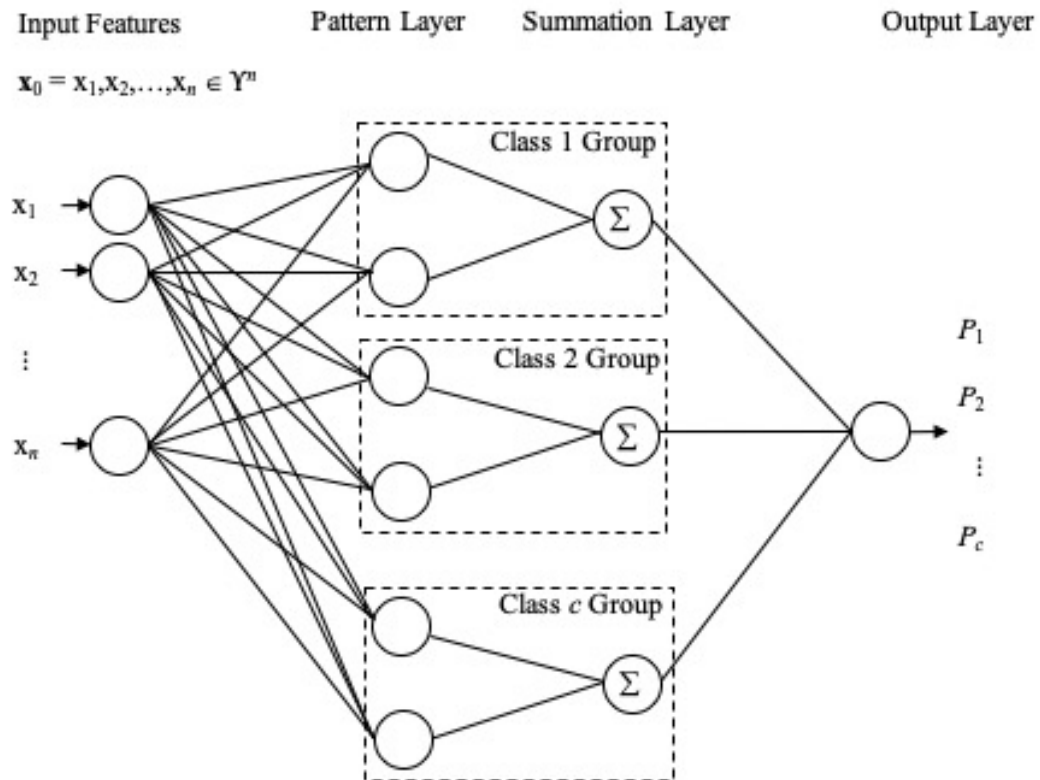 Input Features
Pattern Layer
Summation Layer
Output Layer
x₀ = x₁,x₂,…,xₙ ∈ ϒⁿ
Class 1 Group
x₁
Σ
x₂
P₁
⋮
Class 2 Group
P₂
xₙ
Σ
⋮
P꜀
Class c Group
Σ